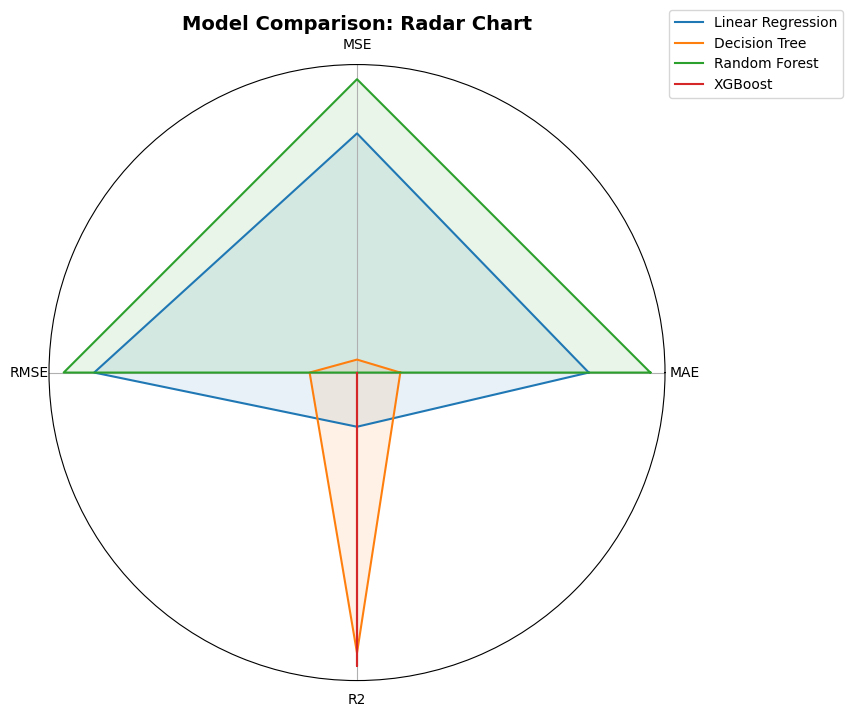 Model Comparison: Radar Chart
Linear Regression
Decision Tree
Random Forest
XGBoost
MSE
RMSE
MAE
R2